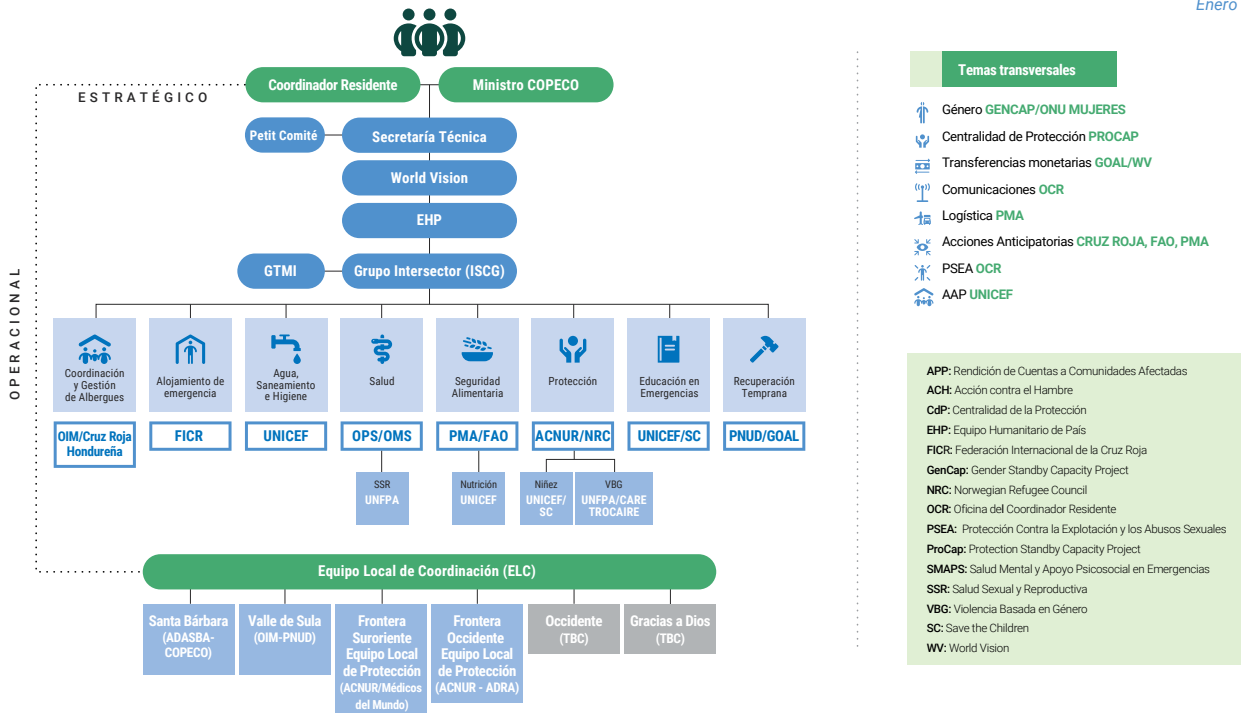 Enero
Coordinador Residente
Ministro COPECO
ESTRATÉGICO
Petit Comité
Secretaría Técnica
World Vision
EHP
GTMI
Grupo Intersector (ISCG)
OPERACIONAL
Coordinación
y Gestión
de Albergues
Alojamiento de
emergencia
Agua,
Saneamiento
e Higiene
Salud
Seguridad
Alimentaria
Protección
Educación en
Emergencias
Recuperación
Temprana
OIM/Cruz Roja
Hondureña
FICR
UNICEF
OPS/OMS
PMA/FAO
ACNUR/NRC
UNICEF/SC
PNUD/GOAL
SSR
UNFPA
Nutrición
UNICEF
Niñez
UNICEF/
SC
VBG
UNFPA/CARE
TROCAIRE
Equipo Local de Coordinación (ELC)
Santa Bárbara
(ADASBA-
COPECO)
Valle de Sula
(OIM-PNUD)
Frontera
Suroriente
Equipo Local
de Protección
(ACNUR/Médicos
del Mundo)
Frontera
Occidente
Equipo Local
de Protección
(ACNUR - ADRA)
Occidente
(TBC)
Gracias a Dios
(TBC)
Temas transversales
Género GENCAP/ONU MUJERES
Centralidad de Protección PROCAP
Transferencias monetarias GOAL/WV
Comunicaciones OCR
Logística PMA
Acciones Anticipatorias CRUZ ROJA, FAO, PMA
PSEA OCR
AAP UNICEF
APP: Rendición de Cuentas a Comunidades Afectadas
ACH: Acción contra el Hambre
CdP: Centralidad de la Protección
EHP: Equipo Humanitario de País
FICR: Federación Internacional de la Cruz Roja
GenCap: Gender Standby Capacity Project
NRC: Norwegian Refugee Council
OCR: Oficina del Coordinador Residente
PSEA: Protección Contra la Explotación y los Abusos Sexuales
ProCap: Protection Standby Capacity Project
SMAPS: Salud Mental y Apoyo Psicosocial en Emergencias
SSR: Salud Sexual y Reproductiva
VBG: Violencia Basada en Género
SC: Save the Children
WV: World Vision